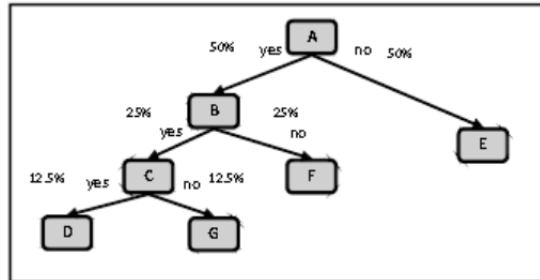 A
50% yes no 50%
B
25% 25%
yes no
E
C F
12.5% yes no 12.5%
D G